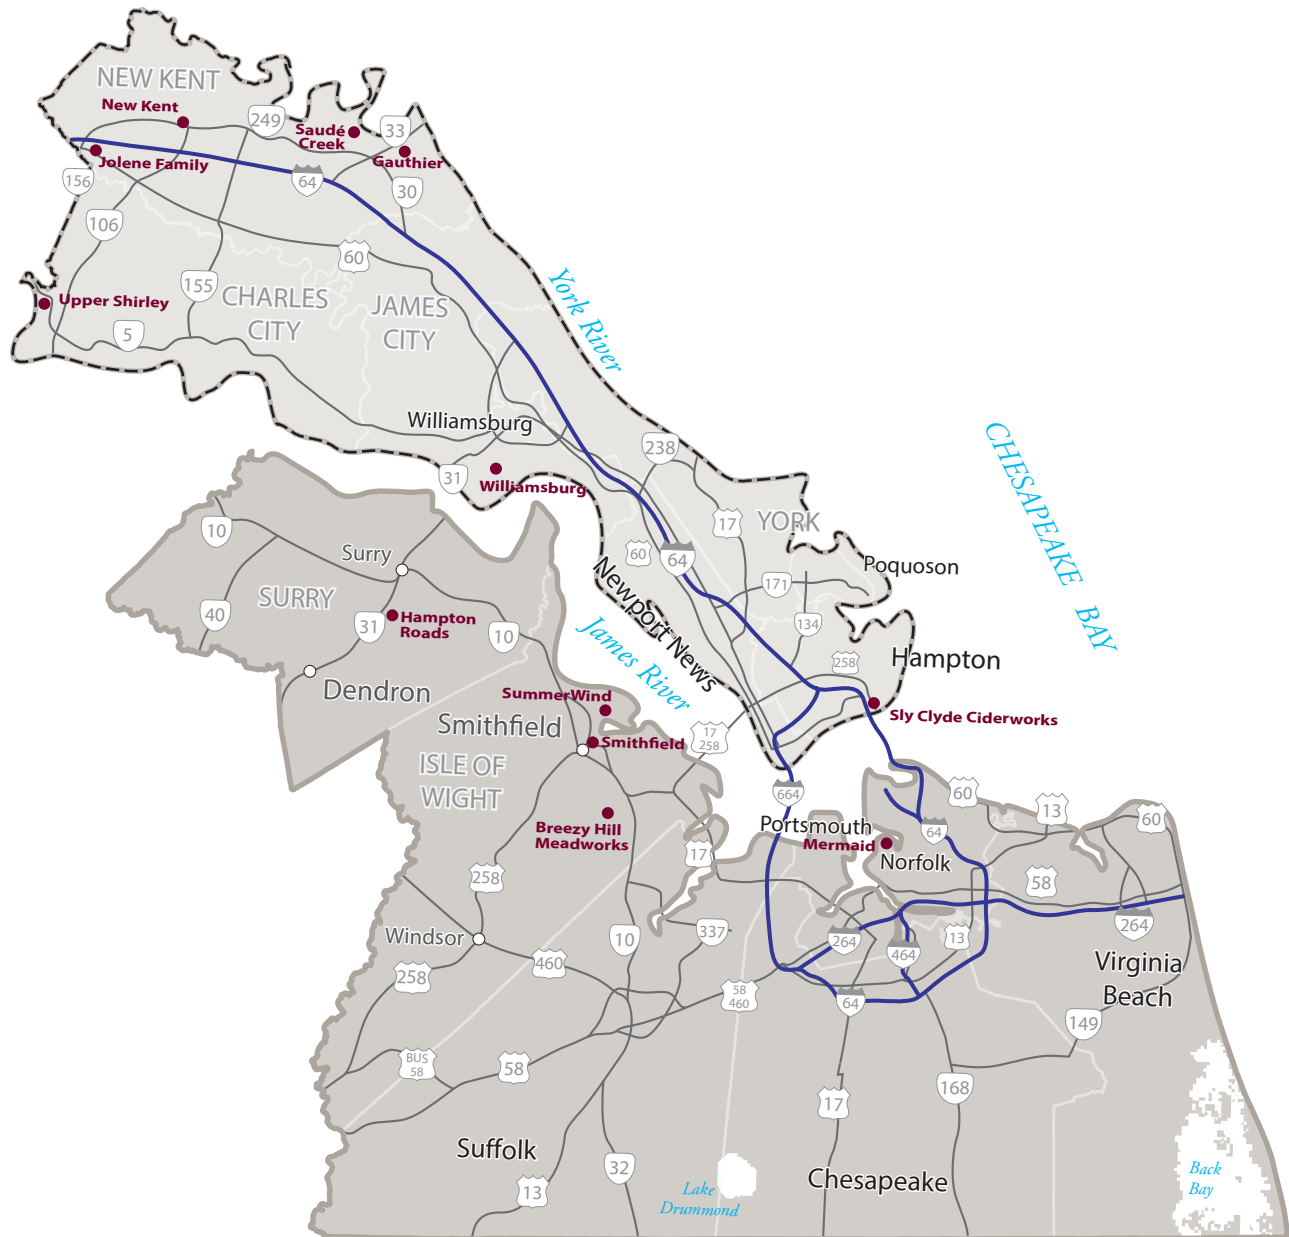 NEW KENT
New Kent
249
Saudé
Creek
33
Gauthier
Jolene Family
64
156
30
106
60
155
Upper Shirley
CHARLES
CITY
JAMES
CITY
5
York River
Williamsburg
238
31
Williamsburg
CHESAPEAKE BAY
10
17
YORK
Surry
60
64
Poquoson
Newport News
171
SURRY
40
31
Hampton
Roads
10
134
James River
258
Hampton
Dendron
SummerWind
Sly Clyde Ciderworks
Smithfield
17
258
Smithfield
ISLE OF
WIGHT
664
60
13
60
Portsmouth
Breezy Hill
Meadworks
64
Mermaid
17
Norfolk
258
58
337
264
Windsor
10
264
13
464
460
258
Virginia
Beach
58
460
64
149
BUS
58
58
168
17
Suffolk
32
Chesapeake
13
Lake
Drummond
Back
Bay